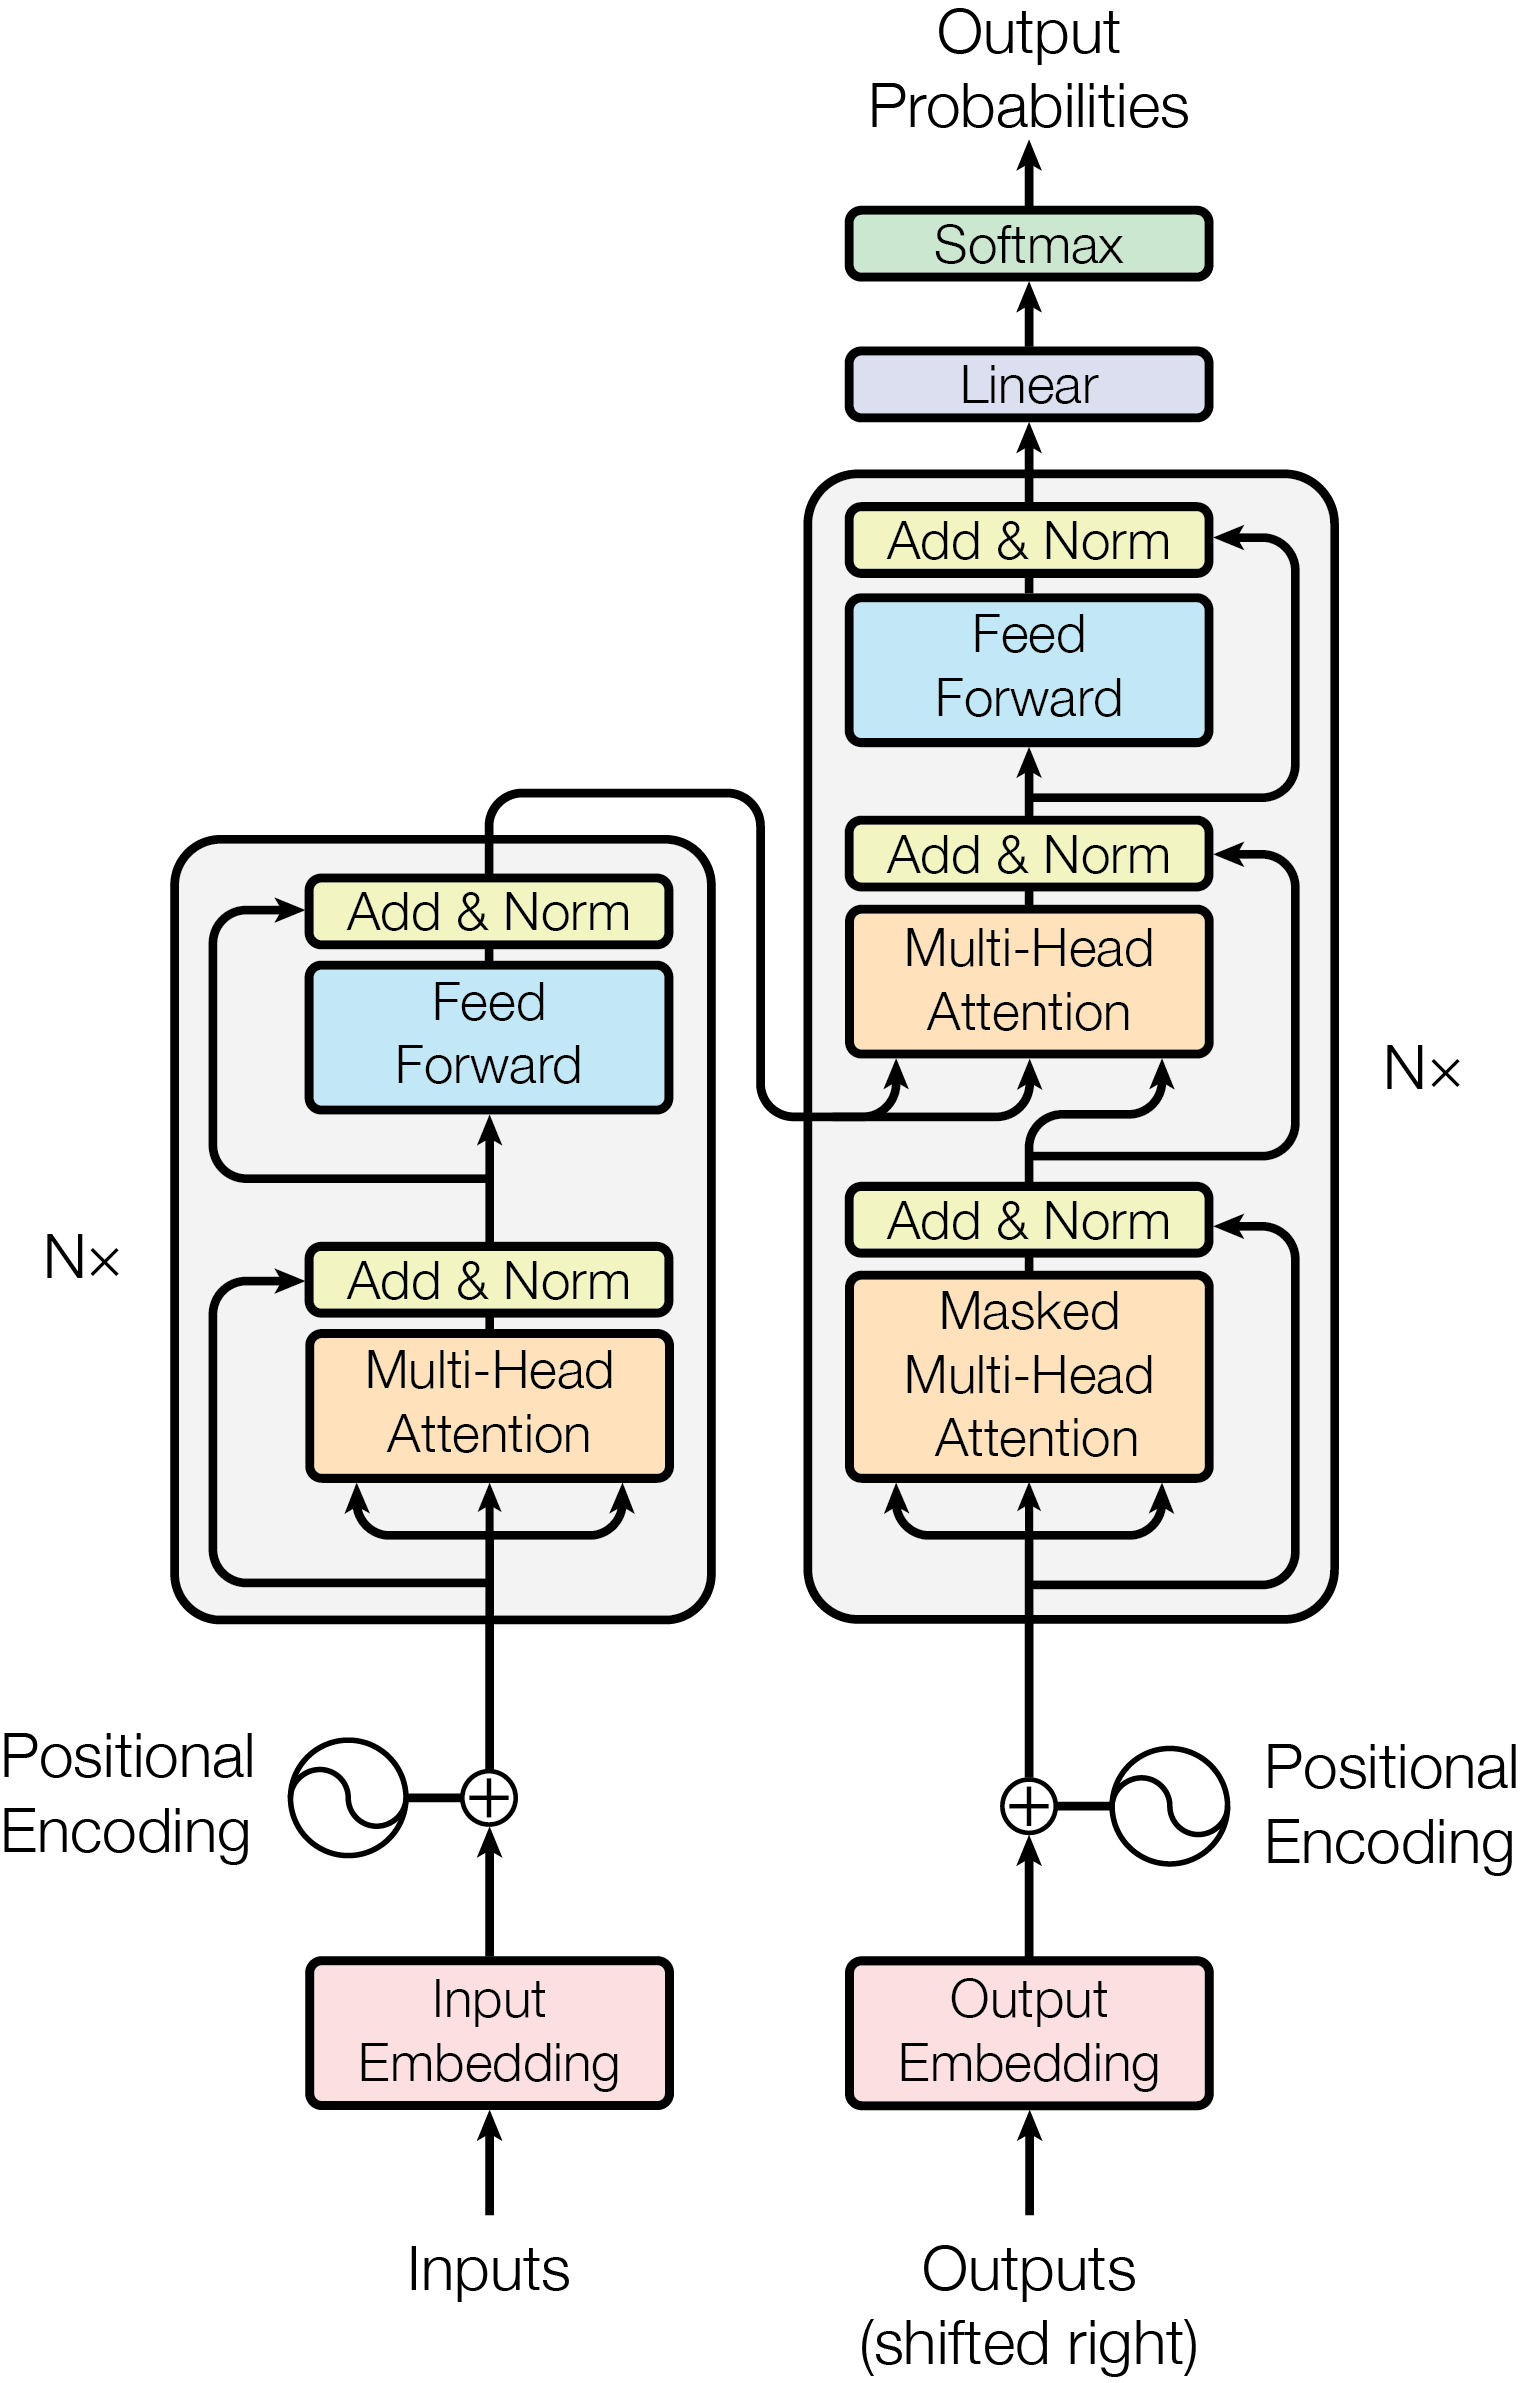 Output
Probabilities
Softmax
Linear
Add & Norm
Feed
Forward
Add & Norm
Multi-Head
Attention
Add & Norm
Masked
Multi-Head
Attention
N×
Add & Norm
Feed
Forward
Add & Norm
Multi-Head
Attention
N×
Positional
Encoding
Positional
Encoding
Input
Embedding
Output
Embedding
Inputs
Outputs
(shifted right)